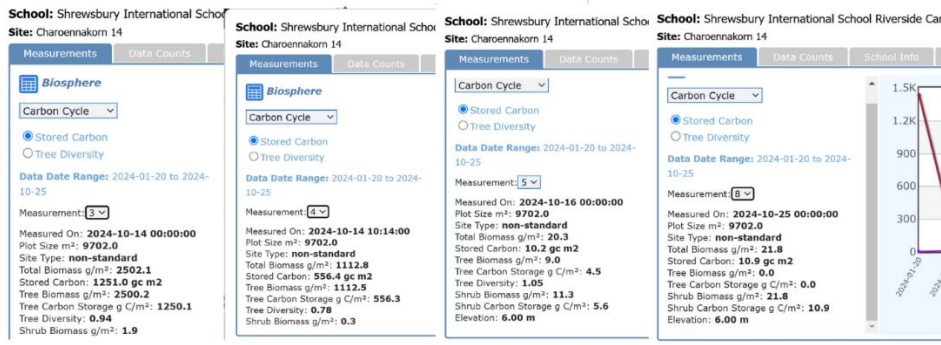 School: Shrewsbury International Schoo
Site: Charoennakorn 14
Measurements Data Counts
Biosphere
Carbon Cycle
Stored Carbon
Tree Diversity
Data Date Range: 2024-01-20 to 2024-
10-25
Measurement: 3
Measured On: 2024-10-14 00:00:00
Plot Size m²: 9702.0
Site Type: non-standard
Total Biomass g/m²: 2502.1
Stored Carbon: 1251.0 gc m2
Tree Biomass g/m²: 2500.2
Tree Carbon Storage g C/m²: 1250.1
Tree Diversity: 0.94
Shrub Biomass g/m²: 1.9
School: Shrewsbury International Schoo
Site: Charoennakorn 14
Measurements Data Counts
Biosphere
Carbon Cycle
Stored Carbon
Tree Diversity
Data Date Range: 2024-01-20 to 2024-
10-25
Measurement: 4
Measured On: 2024-10-14 10:14:00
Plot Size m²: 9702.0
Site Type: non-standard
Total Biomass g/m²: 1112.8
Stored Carbon: 556.4 gc m2
Tree Biomass g/m²: 1112.5
Tree Carbon Storage g C/m²: 556.3
Tree Diversity: 0.78
Shrub Biomass g/m²: 0.3
School: Shrewsbury International Scho
Site: Charoennakorn 14
Measurements Data Counts
Carbon Cycle
Stored Carbon
Tree Diversity
Data Date Range: 2024-01-20 to 2024-
10-25
Measurement: 5
Measured On: 2024-10-16 00:00:00
Plot Size m²: 9702.0
Site Type: non-standard
Total Biomass g/m²: 20.3
Stored Carbon: 10.2 gc m2
Tree Biomass g/m²: 9.0
Tree Carbon Storage g C/m²: 4.5
Tree Diversity: 1.05
Shrub Biomass g/m²: 11.3
Shrub Carbon Storage g C/m²: 5.6
Elevation: 6.00 m
School: Shrewsbury International School Riverside Car
Site: Charoennakorn 14
Measurements Data Counts School Info
Carbon Cycle
Stored Carbon
Tree Diversity
Data Date Range: 2024-01-20 to 2024-
10-25
Measurement: 8
Measured On: 2024-10-25 00:00:00
Plot Size m²: 9702.0
Site Type: non-standard
Total Biomass g/m²: 21.8
Stored Carbon: 10.9 gc m2
Tree Biomass g/m²: 0.0
Tree Carbon Storage g C/m²: 0.0
Shrub Biomass g/m²: 21.8
Shrub Carbon Storage g C/m²: 10.9
Elevation: 6.00 m
1.5K
1.2K
900
600
300
0
2024-01-20